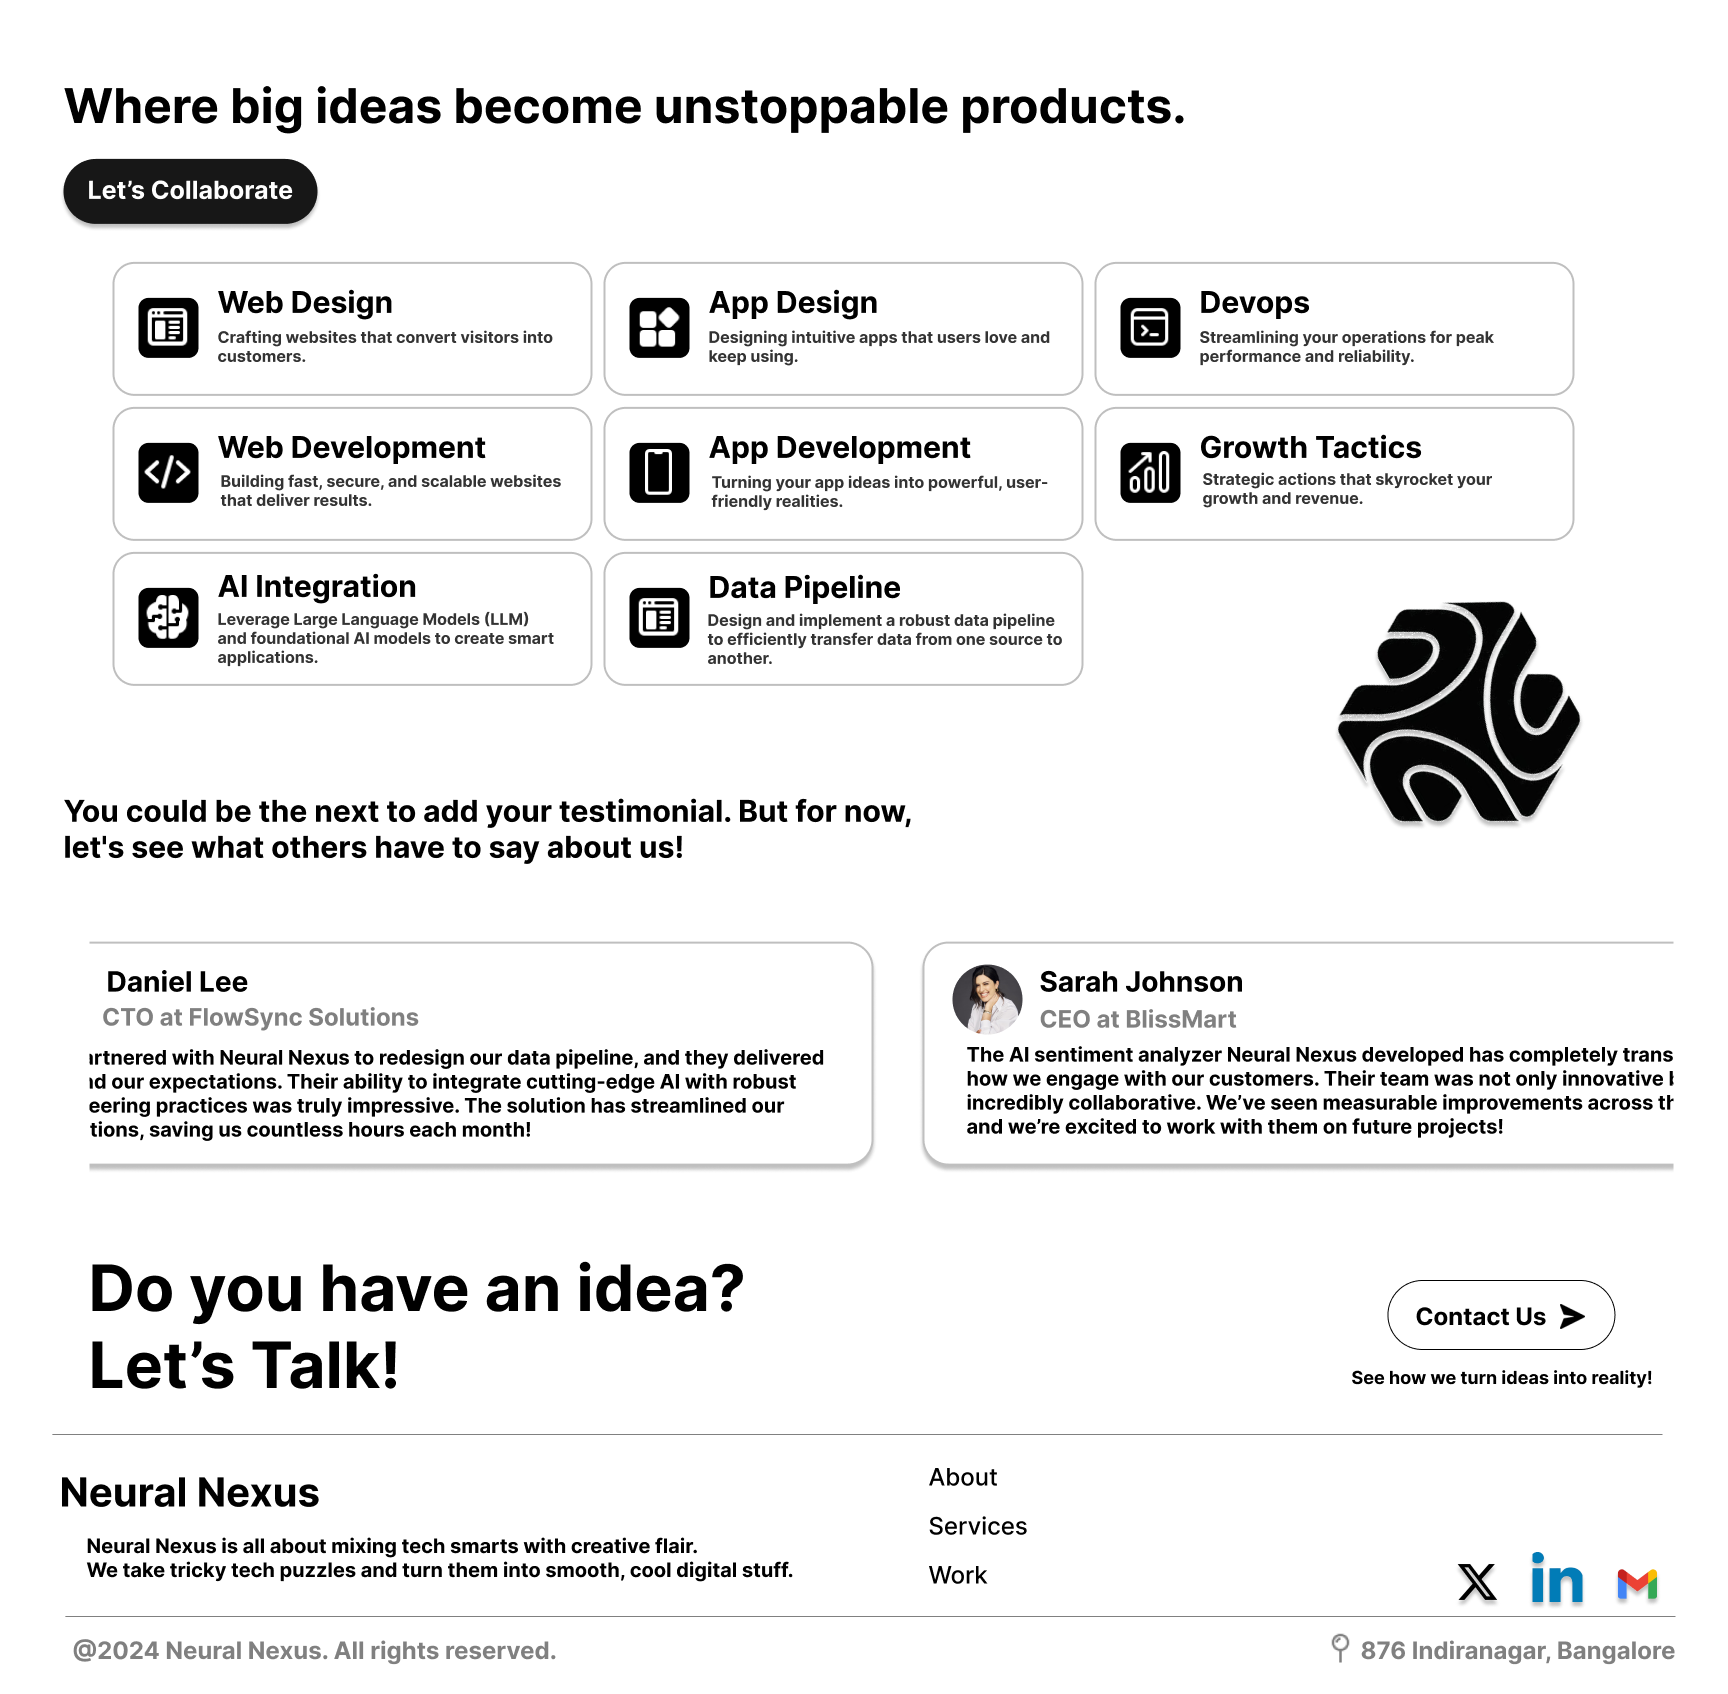 Where big ideas become unstoppable products.
Let’s Collaborate
Web Design
Crafting websites that convert visitors into
customers.
App Design
Designing intuitive apps that users love and
keep using.
Devops
Streamlining your operations for peak
performance and reliability.
Web Development
Building fast, secure, and scalable websites
that deliver results.
App Development
Turning your app ideas into powerful, user-
friendly realities.
Growth Tactics
Strategic actions that skyrocket your
growth and revenue.
AI Integration
Leverage Large Language Models (LLM)
and foundational AI models to create smart
applications.
Data Pipeline
Design and implement a robust data pipeline
to efficiently transfer data from one source to
another.
You could be the next to add your testimonial. But for now,
let's see what others have to say about us!
Daniel Lee
CTO at FlowSync Solutions
with Neural Nexus to redesign our data pipeline, and they delivered
our expectations. Their ability to integrate cutting-edge AI with robust
practices was truly impressive. The solution has streamlined our
saving us countless hours each month!
Sarah Johnson
CEO at BlissMart
The AI sentiment analyzer Neural Nexus developed has completely
how we engage with our customers. Their team was not only innovative
incredibly collaborative. We’ve seen measurable improvements across
and we’re excited to work with them on future projects!
Do you have an idea?
Let’s Talk!
Contact Us
See how we turn ideas into reality!
Neural Nexus
Neural Nexus is all about mixing tech smarts with creative flair.
We take tricky tech puzzles and turn them into smooth, cool digital stuff.
About
Services
Work
@2024 Neural Nexus. All rights reserved.
876 Indiranagar, Bangalore